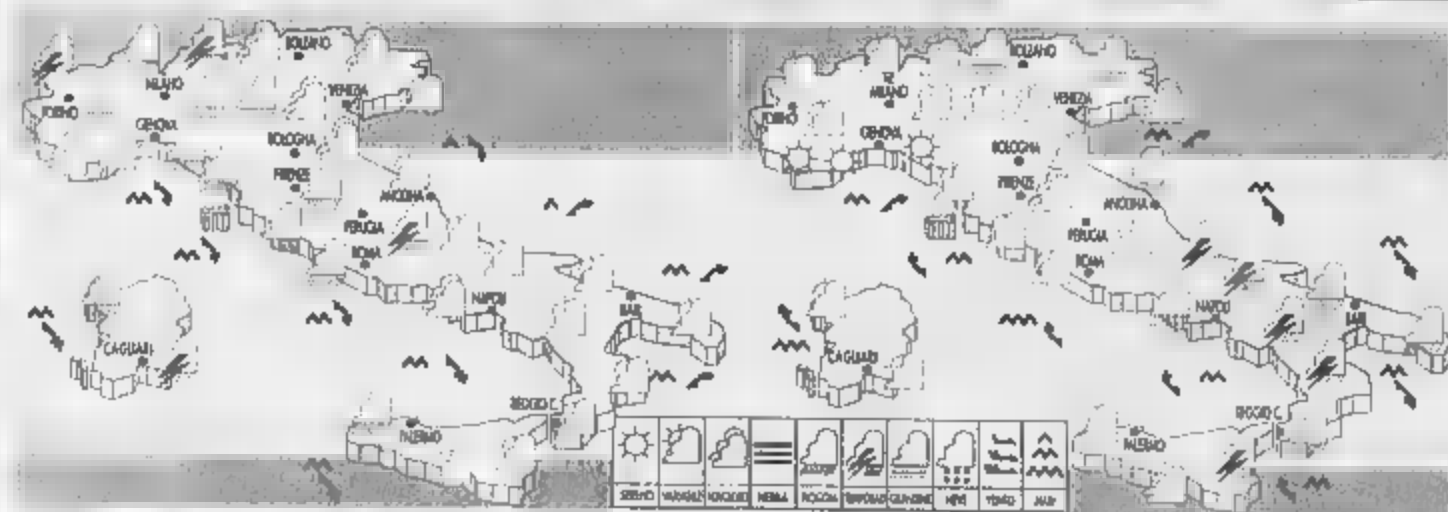 BOLZANO
MILANO
VENEZIA
TORINO
GENOVA
BOLOGNA
FIRENZE
ANCONA
PERUGIA
ROMA
NAPOLI
BARI
CAGLIARI
REGGIO C.
PALERMO
BOLZANO
MILANO
VENEZIA
TORINO
GENOVA
BOLOGNA
FIRENZE
ANCONA
PERUGIA
ROMA
NAPOLI
BARI
CAGLIARI
REGGIO C.
PALERMO
SERENO VARIABILE NUVOLOSO NEBBIA PIOGGIA TEMPORALE GRANDINE NEVE VENTO MARE